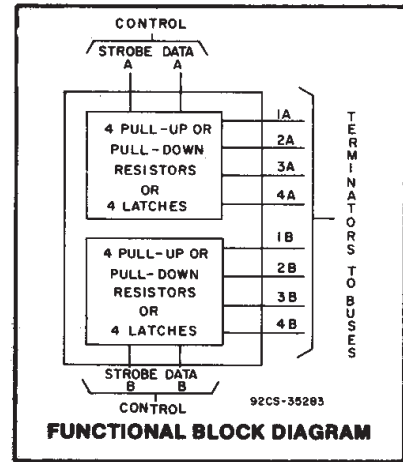 CONTROL
STROBE DATA
A A
4 PULL-UP OR
PULL-DOWN
RESISTORS
OR
4 LATCHES
1A
2A
3A
4A
4 PULL-UP OR
PULL-DOWN
RESISTORS
OR
4 LATCHES
1B
2B
3B
4B
TERMINATORS TO BUSES
STROBE DATA
B B
CONTROL
92CS-35283
FUNCTIONAL BLOCK DIAGRAM